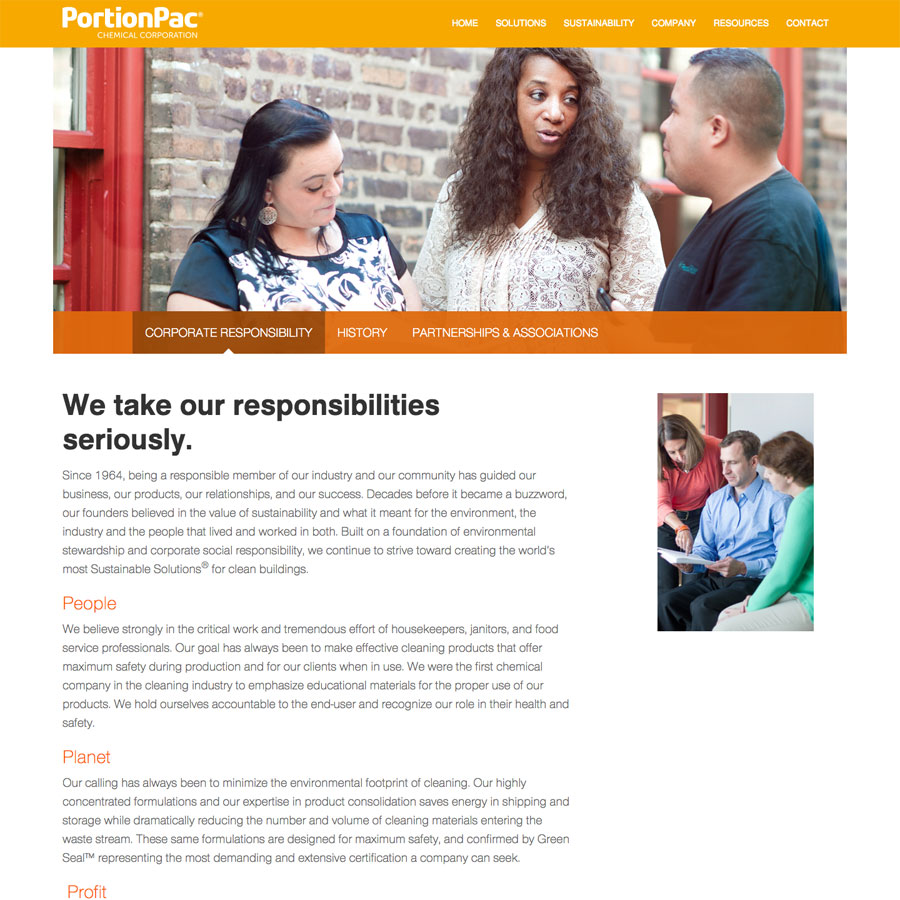 PortionPac®
CHEMICAL CORPORATION
HOME SOLUTIONS SUSTAINABILITY COMPANY RESOURCES CONTACT
CORPORATE RESPONSIBILITY HISTORY PARTNERSHIPS & ASSOCIATIONS
We take our responsibilities
seriously.
Since 1964, being a responsible member of our industry and our community has guided our
business, our products, our relationships, and our success. Decades before it became a buzzword,
our founders believed in the value of sustainability and what it meant for the environment, the
industry and the people that lived and worked in both. Built on a foundation of environmental
stewardship and corporate social responsibility, we continue to strive toward creating the world's
most Sustainable Solutions® for clean buildings.
People
We believe strongly in the critical work and tremendous effort of housekeepers, janitors, and food
service professionals. Our goal has always been to make effective cleaning products that offer
maximum safety during production and for our clients when in use. We were the first chemical
company in the cleaning industry to emphasize educational materials for the proper use of our
products. We hold ourselves accountable to the end-user and recognize our role in their health and
safety.
Planet
Our calling has always been to minimize the environmental footprint of cleaning. Our highly
concentrated formulations and our expertise in product consolidation saves energy in shipping and
storage while dramatically reducing the number and volume of cleaning materials entering the
waste stream. These same formulations are designed for maximum safety, and confirmed by Green
Seal™ representing the most demanding and extensive certification a company can seek.
Profit